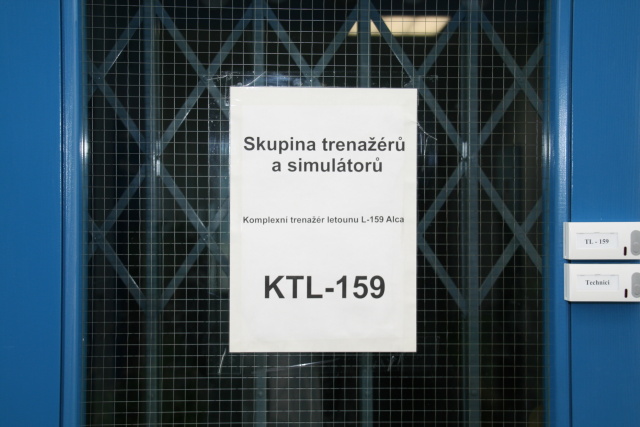 Skupina trenažérů
a simulátorů
Komplexní trenažér letounu L-159 Alca
KTL-159
TL - 159
Technici